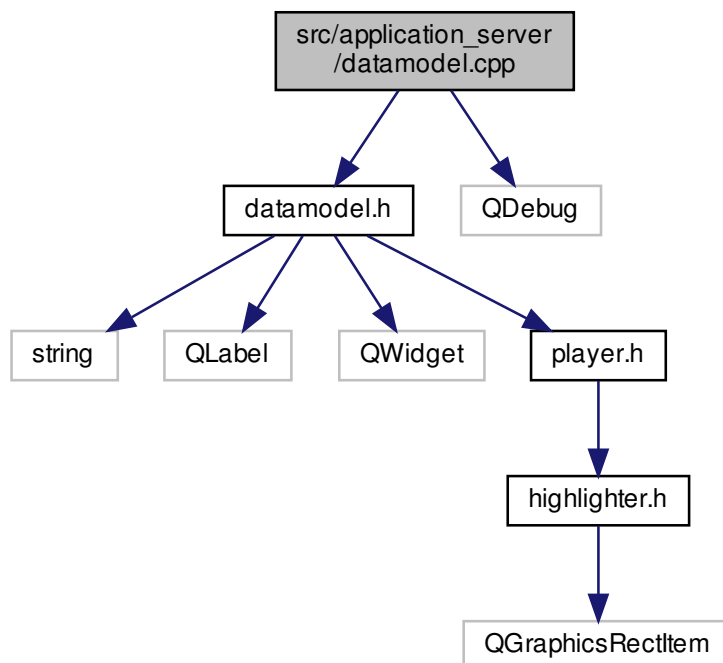 src/application_server
/datamodel.cpp
datamodel.h
QDebug
string
QLabel
QWidget
player.h
highlighter.h
QGraphicsRectItem